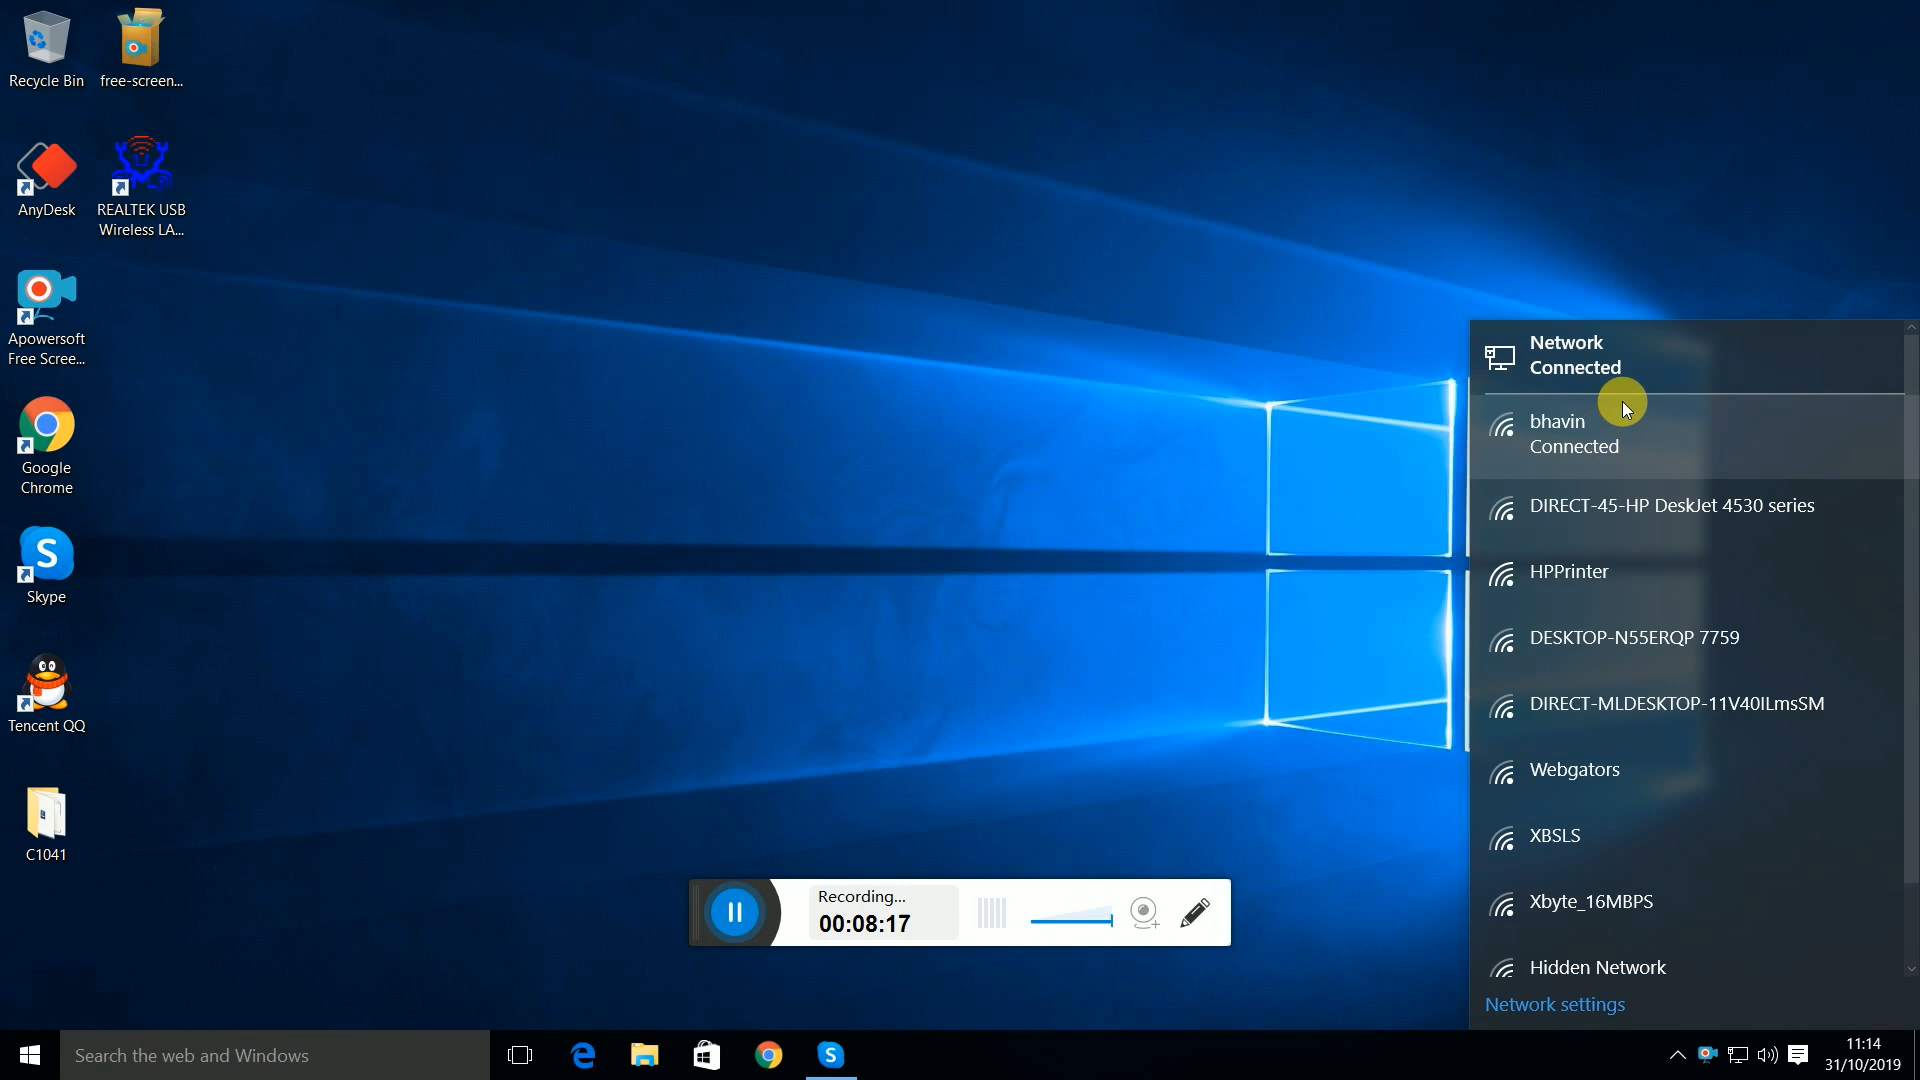 Recycle Bin
free-screen...
AnyDesk
REALTEK USB
Wireless LA...
Apowersoft
Free Scree...
Google
Chrome
Skype
Tencent QQ
C1041
Network
Connected
bhavin
Connected
DIRECT-45-HP DeskJet 4530 series
HPPrinter
DESKTOP-N55ERQP 7759
DIRECT-MLDESKTOP-11V40ILmsSM
Webgators
XBSLS
Xbyte_16MBPS
Hidden Network
Network settings
Recording...
00:08:17
Search the web and Windows
11:14
31/10/2019